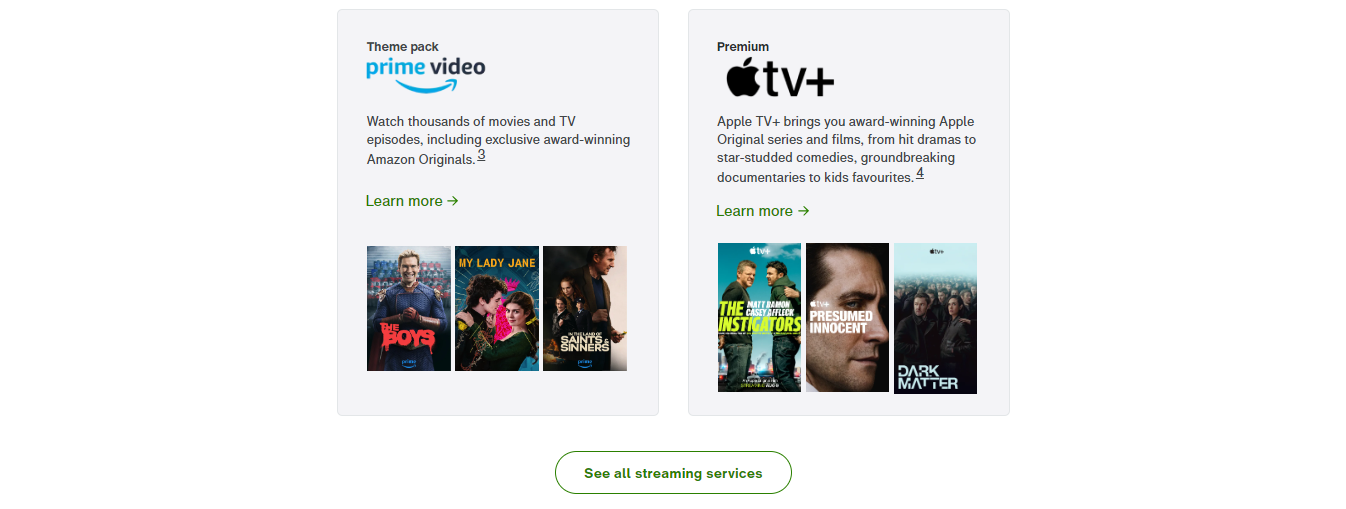 Theme pack
prime video
Watch thousands of movies and TV
episodes, including exclusive award-winning
Amazon Originals. 3
Learn more →
THE
BOYS
prime
MY LADY JANE
IN THE LAND OF
SAINTS &
SINNERS
prime
Premium
tv+
Apple TV+ brings you award-winning Apple
Original series and films, from hit dramas to
star-studded comedies, groundbreaking
documentaries to kids favourites. 4
Learn more →
tv+
THE MATT DAMON
CASEY AFFLECK
INSTIGATORS
tv+
PRESUMED
INNOCENT
tv+
DARK
MATTER
See all streaming services